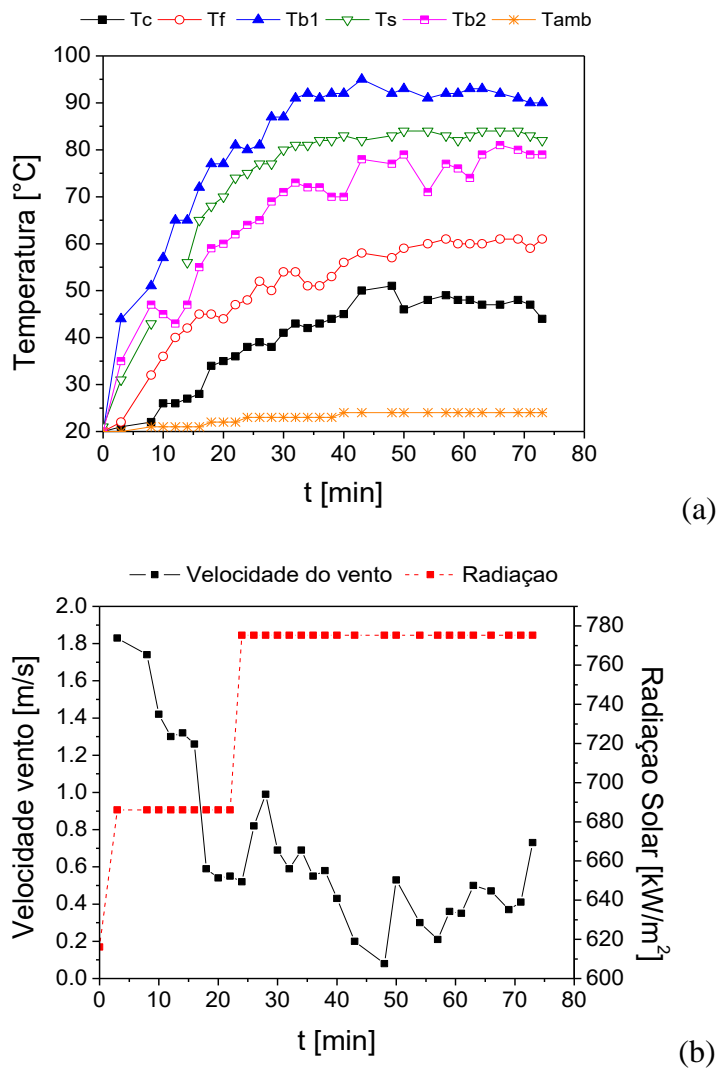 Tc Tf Tb1 Ts Tb2 Tamb
100
90
80
70
60
50
40
30
20
Temperatura [°C]
0 10 20 30 40 50 60 70 80
t [min]
(a)
Velocidade do vento Radiaçao
2.0
1.8
1.6
1.4
1.2
1.0
0.8
0.6
0.4
0.2
0.0
Velocidade vento [m/s]
780
760
740
720
700
680
660
640
620
600
Radiaçao Solar [kW/m²]
0 10 20 30 40 50 60 70 80
t [min]
(b)